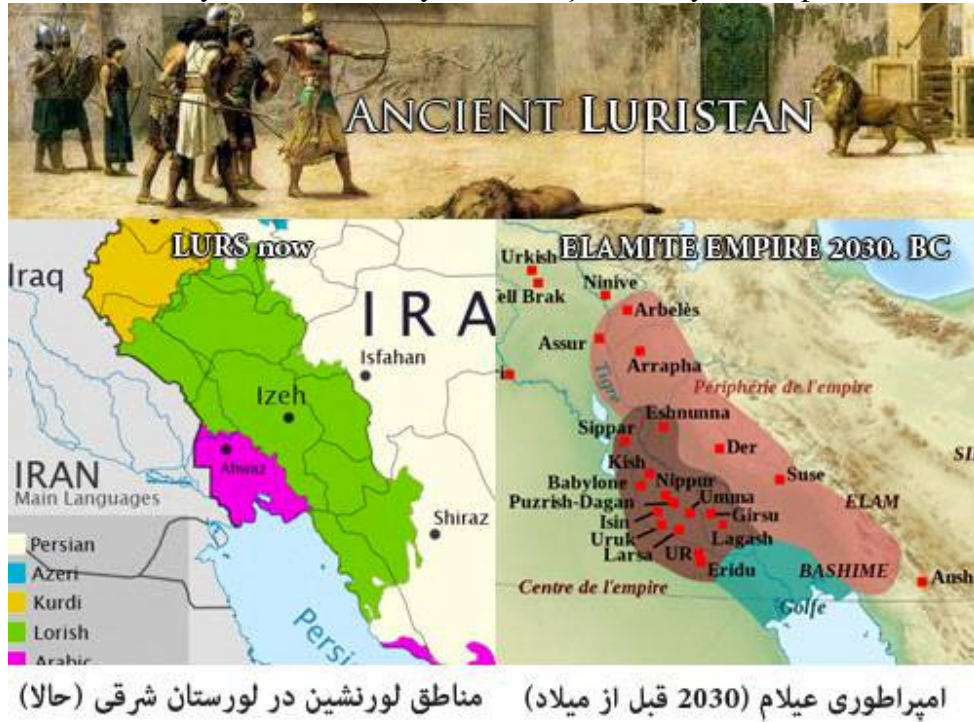 ANCIENT LURISTAN
LURS now
Iraq
IRA
Isfahan
Izeh
Ahwaz
Shiraz
IRAN
Main Languages
Persian
Azeri
Kurdi
Lorish
Arabic
Persi
ELAMITE EMPIRE 2030. BC
Urkish
Ninive
Tell Brak
Arbelès
Assur
Arrapha
Tigre
Périphérie de l'empire
Eshnunna
Sippar
Der
Kish
Suse
Babylone
Nippur
ELAM
Puzrish-Dagan
Umma
Isin
Girsu
Uruk
Lagash
Larsa
UR
Eridu
BASHIME
Ansh
Centre de l'empire
Golfe
مناطق لورنشین در لورستان شرقی (حالا)
امپراطوری عیلام (2030 قبل از میلاد)